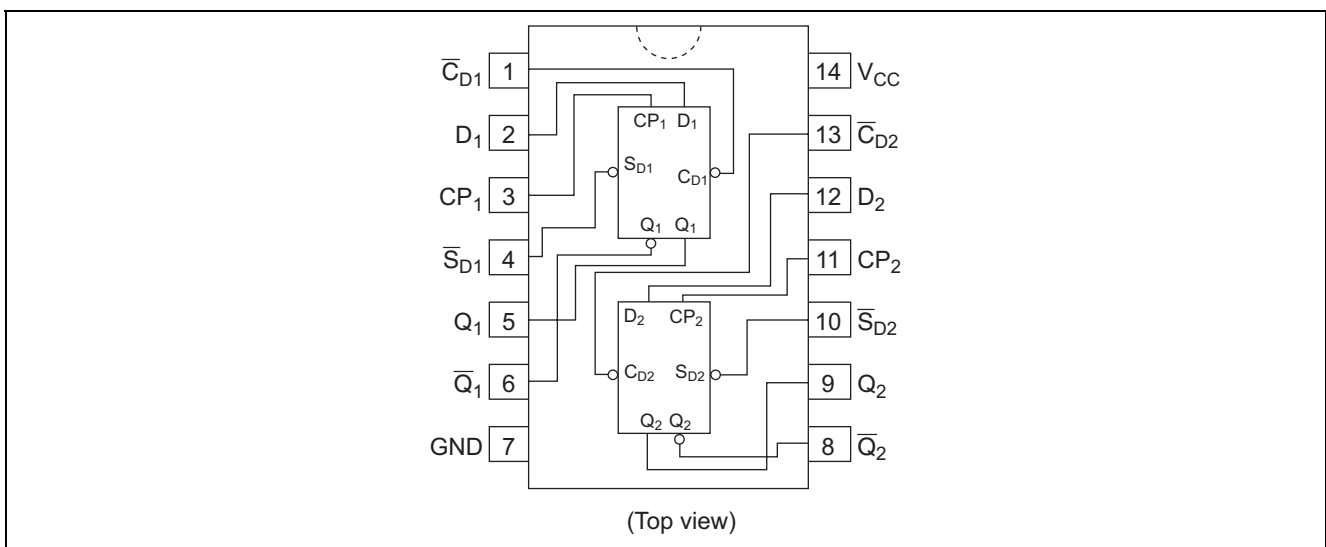 C̅D1 1
D1 2
CP1 3
S̅D1 4
Q1 5
Q̅1 6
GND 7
14 VCC
13 C̅D2
12 D2
11 CP2
10 S̅D2
9 Q2
8 Q̅2
CP1 D1
SD1
CD1
Q1 Q1
D2 CP2
CD2 SD2
Q2 Q2
(Top view)